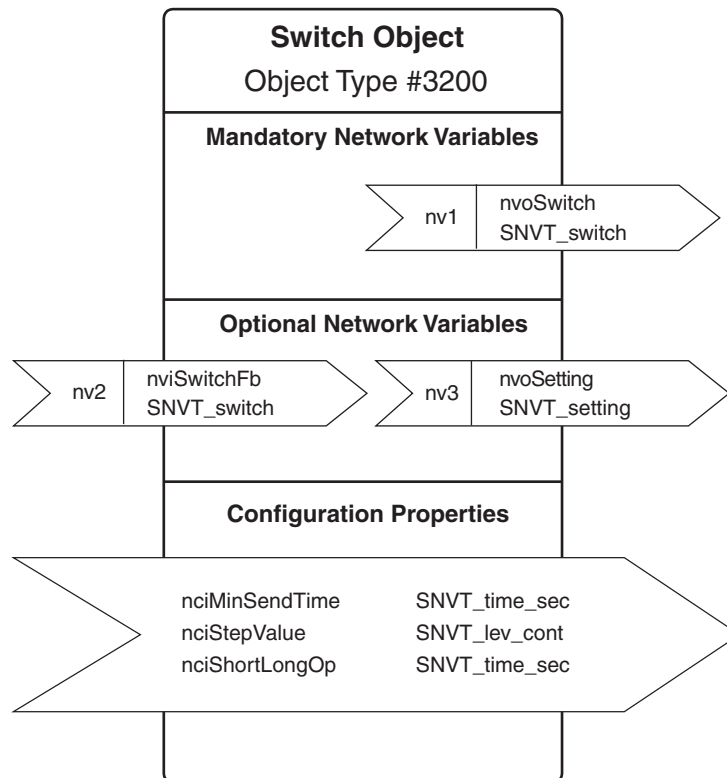 Switch Object
Object Type #3200
Mandatory Network Variables
nv1
nvoSwitch
SNVT_switch
Optional Network Variables
nv2
nviSwitchFb
SNVT_switch
nv3
nvoSetting
SNVT_setting
Configuration Properties
nciMinSendTime SNVT_time_sec
nciStepValue SNVT_lev_cont
nciShortLongOp SNVT_time_sec